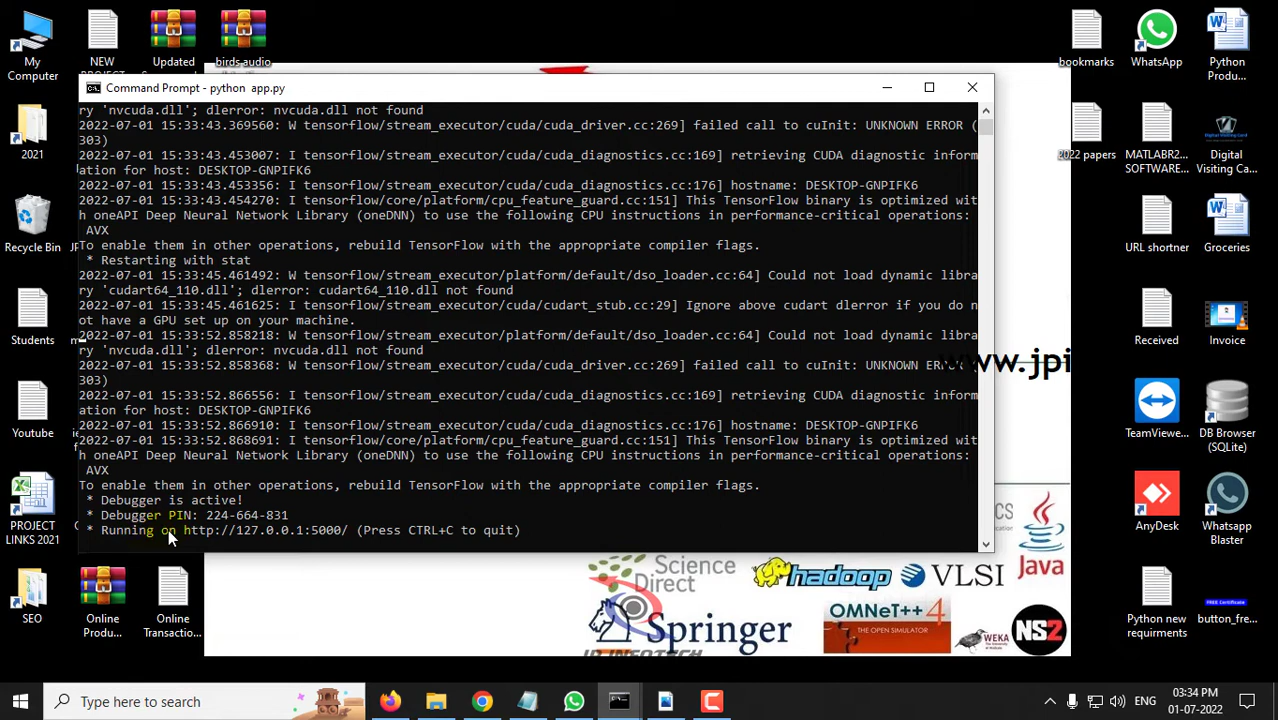 My
Computer
NEW
PROJECT
Updated
birds-audio
bookmarks
WhatsApp
Python
Produ...
Command Prompt - python  app.py
ry 'nvcuda.dll'; dlerror: nvcuda.dll not found
2022-07-01 15:33:43.369560: W tensorflow/stream_executor/cuda/cuda_driver.cc:269] failed call to cuInit: UNKNOWN ERROR (
303)
2022-07-01 15:33:43.453007: I tensorflow/stream_executor/cuda/cuda_diagnostics.cc:169] retrieving CUDA diagnostic inform
ation for host: DESKTOP-GNPIFK6
2022-07-01 15:33:43.453356: I tensorflow/stream_executor/cuda/cuda_diagnostics.cc:176] hostname: DESKTOP-GNPIFK6
2022-07-01 15:33:43.454270: I tensorflow/core/platform/cpu_feature_guard.cc:151] This TensorFlow binary is optimized wit
h oneAPI Deep Neural Network Library (oneDNN) to use the following CPU instructions in performance-critical operations:
AVX
To enable them in other operations, rebuild TensorFlow with the appropriate compiler flags.
* Restarting with stat
2022-07-01 15:33:45.461492: W tensorflow/stream_executor/platform/default/dso_loader.cc:64] Could not load dynamic libra
ry 'cudart64_110.dll'; dlerror: cudart64_110.dll not found
2022-07-01 15:33:45.461625: I tensorflow/stream_executor/cuda/cudart_stub.cc:29] Ignore above cudart dlerror if you do n
ot have a GPU set up on your machine.
2022-07-01 15:33:52.858218: W tensorflow/stream_executor/platform/default/dso_loader.cc:64] Could not load dynamic libra
ry 'nvcuda.dll'; dlerror: nvcuda.dll not found
2022-07-01 15:33:52.858368: W tensorflow/stream_executor/cuda/cuda_driver.cc:269] failed call to cuInit: UNKNOWN ERROR (
303)
2022-07-01 15:33:52.866556: I tensorflow/stream_executor/cuda/cuda_diagnostics.cc:169] retrieving CUDA diagnostic inform
ation for host: DESKTOP-GNPIFK6
2022-07-01 15:33:52.866910: I tensorflow/stream_executor/cuda/cuda_diagnostics.cc:176] hostname: DESKTOP-GNPIFK6
2022-07-01 15:33:52.868691: I tensorflow/core/platform/cpu_feature_guard.cc:151] This TensorFlow binary is optimized wit
h oneAPI Deep Neural Network Library (oneDNN) to use the following CPU instructions in performance-critical operations:
AVX
To enable them in other operations, rebuild TensorFlow with the appropriate compiler flags.
* Debugger is active!
* Debugger PIN: 224-664-831
* Running on http://127.0.0.1:5000/ (Press CTRL+C to quit)
2021
2022 papers
MATLABR2...
SOFTWARE...
Digital
Visiting Ca...
Recycle Bin
URL shortner
Groceries
Students
Received
Invoice
www.jpi
Youtube
TeamViewe...
DB Browser
(SQLite)
PROJECT
LINKS 2021
AnyDesk
Whatsapp
Blaster
SEO
Online
Produ...
Online
Transactio...
Science
Direct
hadoop
VLSI
Java
Springer
OMNeT++ 4
THE OPEN SIMULATOR
WEKA
NS2
JP INFOTECH
Python new
requirments
button_fre...
Type here to search
ENG
03:34 PM
01-07-2022